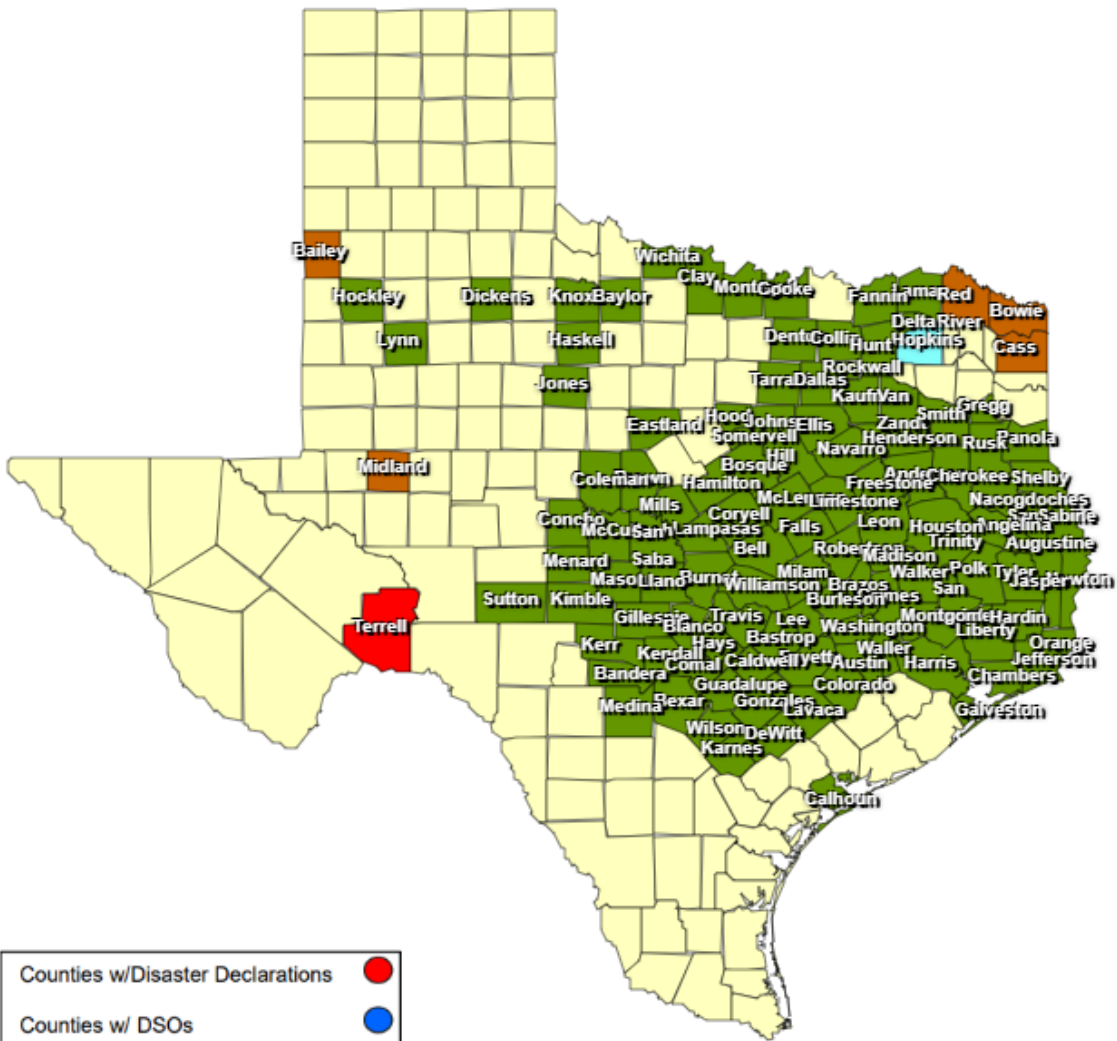 Bailey
Wichita
Clay
Cooke
Hockley
Dickens
Knox
Baylor
Fannin
Red
Bowie
Lynn
Haskell
Delta
River
Hunt
Hopkins
Cass
Rockwall
Jones
Dallas
Van
Gregg
Eastland
Hood
Ellis
Smith
Somervell
Henderson
Rusk
Panola
Midland
Hill
Navarro
Bosque
Hamilton
Freestone
Cherokee
Shelby
Mills
Limestone
Nacogdoches
Concho
Coryell
Sabine
Lampasas
Falls
Leon
Houston
Angelina
Trinity
Augustine
Menard
Saba
Bell
Madison
Llano
Milam
Walker
Polk
Tyler
Jasper
Sutton
Kimble
Williamson
Brazos
San
Burleson
Terrell
Travis
Lee
Hardin
Blanco
Washington
Liberty
Kerr
Hays
Bastrop
Orange
Kendall
Waller
Jefferson
Bandera
Comal
Caldwell
Austin
Harris
Chambers
Guadalupe
Colorado
Medina
Gonzales
Lavaca
Galveston
Wilson
DeWitt
Karnes
Calhoun
Counties w/Disaster Declarations
Counties w/ DSOs